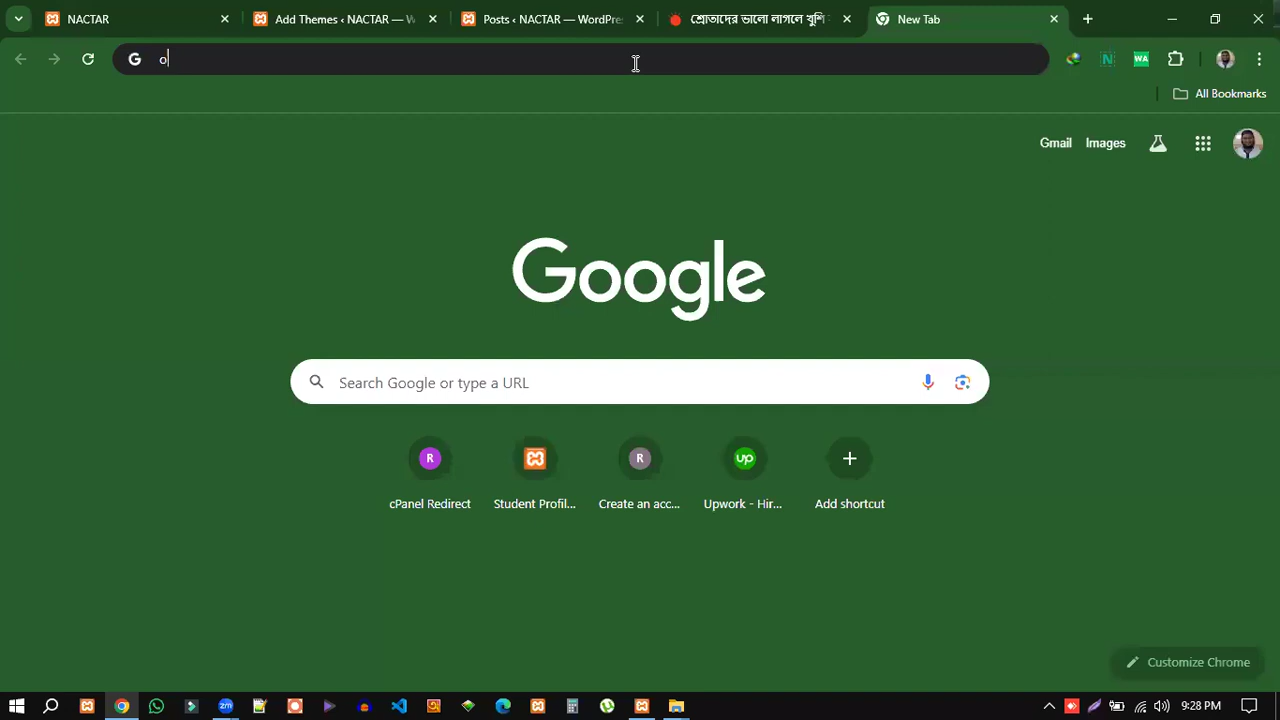 NACTAR
Add Themes ‹ NACTAR — W
Posts ‹ NACTAR — WordPre
শ্রোতাদের ভালো লাগলে খুশি
New Tab
o
All Bookmarks
Gmail Images
Google
Search Google or type a URL
R R up
cPanel Redirect Student Profil... Create an acc... Upwork - Hir... Add shortcut
Customize Chrome
9:28 PM